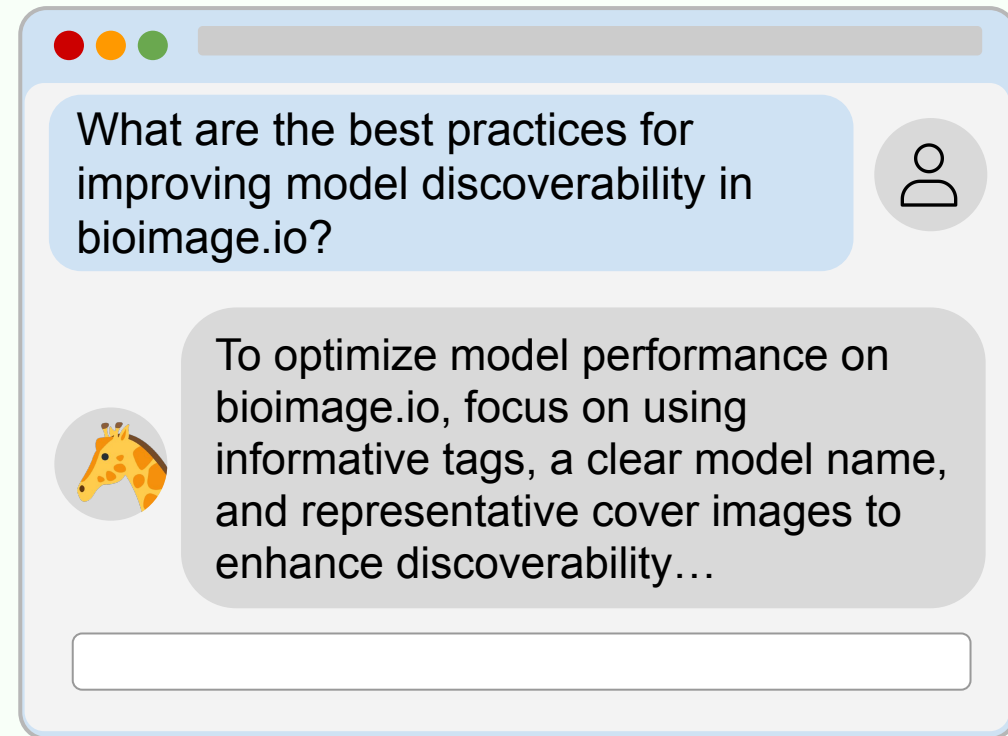 What are the best practices for
improving model discoverability in
bioimage.io?
To optimize model performance on
bioimage.io, focus on using
informative tags, a clear model name,
and representative cover images to
enhance discoverability…